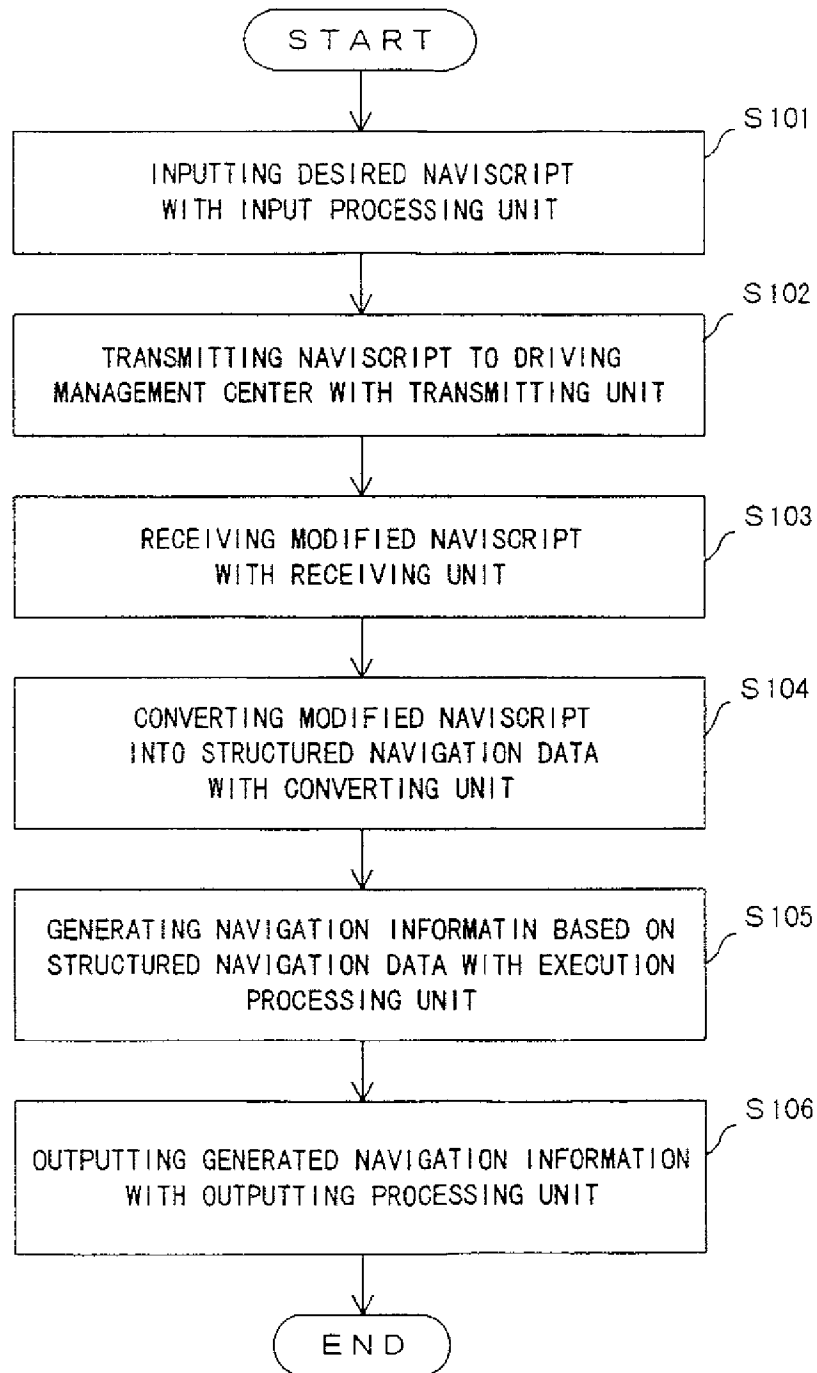 START
S101
INPUTTING DESIRED NAVISCRIPT
WITH INPUT PROCESSING UNIT
S102
TRANSMITTING NAVISCRIPT TO DRIVING
MANAGEMENT CENTER WITH TRANSMITTING UNIT
S103
RECEIVING MODIFIED NAVISCRIPT
WITH RECEIVING UNIT
S104
CONVERTING MODIFIED NAVISCRIPT
INTO STRUCTURED NAVIGATION DATA
WITH CONVERTING UNIT
S105
GENERATING NAVIGATION INFORMATIN BASED ON
STRUCTURED NAVIGATION DATA WITH EXECUTION
PROCESSING UNIT
S106
OUTPUTTING GENERATED NAVIGATION INFORMATION
WITH OUTPUTTING PROCESSING UNIT
END